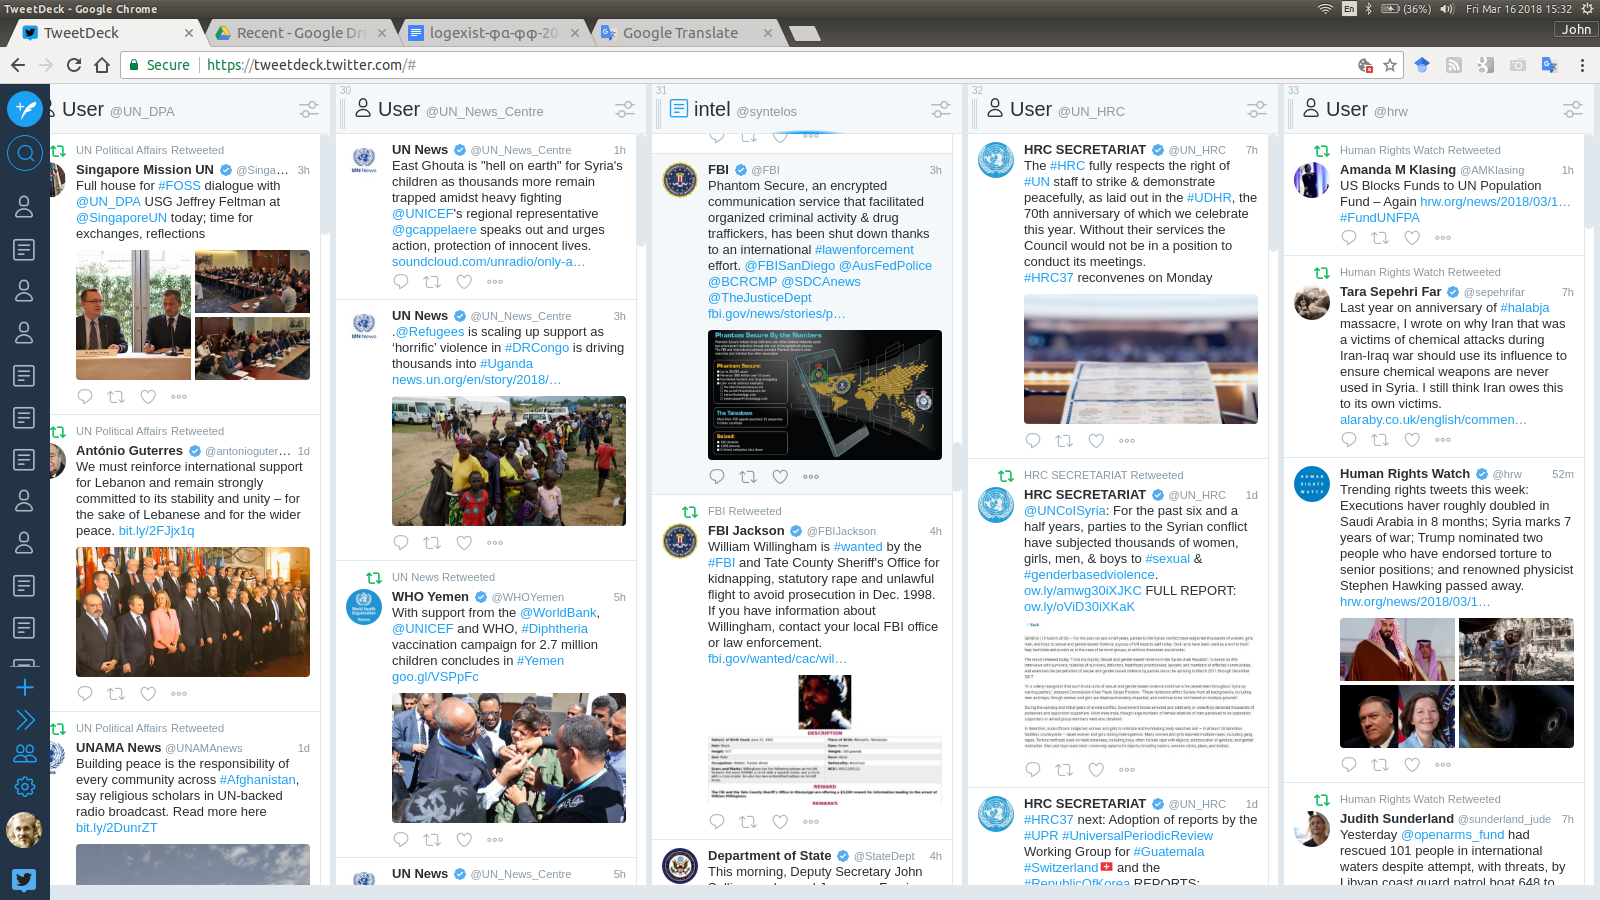 TweetDeck - Google Chrome
En (36%) Fri Mar 16 2018 15:32
TweetDeck
Recent - Google Dri
logexist-φα-φφ-20
Google Translate
John
Secure https://tweetdeck.twitter.com/#
User @UN_DPA
UN Political Affairs Retweeted
Singapore Mission UN @Singa... 3h
Full house for #FOSS dialogue with
@UN_DPA USG Jeffrey Feltman at
@SingaporeUN today; time for
exchanges, reflections
UN Political Affairs Retweeted
António Guterres @antonioguter... 1d
We must reinforce international support
for Lebanon and remain strongly
committed to its stability and unity – for
the sake of Lebanese and for the wider
peace. bit.ly/2FJjx1q
UN Political Affairs Retweeted
UNAMA News @UNAMAnews 1d
Building peace is the responsibility of
every community across #Afghanistan,
say religious scholars in UN-backed
radio broadcast. Read more here
bit.ly/2DunrZT
30
User @UN_News_Centre
UN News @UN_News_Centre 1h
East Ghouta is "hell on earth" for Syria's
children as thousands more remain
trapped amidst heavy fighting
@UNICEF's regional representative
@gcappelaere speaks out and urges
action, protection of innocent lives.
soundcloud.com/unradio/only-a…
UN News @UN_News_Centre 3h
.@Refugees is scaling up support as
'horrific' violence in #DRCongo is driving
thousands into #Uganda
news.un.org/en/story/2018/…
UN News Retweeted
WHO Yemen @WHOYemen 5h
With support from the @WorldBank,
@UNICEF and WHO, #Diphtheria
vaccination campaign for 2.7 million
children concludes in #Yemen
goo.gl/VSPpFc
UN News @UN_News_Centre 5h
31
intel @syntelos
FBI @FBI 3h
Phantom Secure, an encrypted
communication service that facilitated
organized criminal activity & drug
traffickers, has been shut down thanks
to an international #lawenforcement
effort. @FBISanDiego @AusFedPolice
@BCRCMP @SDCAnews
@TheJusticeDept
fbi.gov/news/stories/p…
Phantom Secure By the Numbers
Phantom Secure:
The Takedown
Seized:
FBI Retweeted
FBI Jackson @FBIJackson 4h
William Willingham is #wanted by the
#FBI and Tate County Sheriff's Office for
kidnapping, statutory rape and unlawful
flight to avoid prosecution in Dec. 1998.
If you have information about
Willingham, contact your local FBI office
or law enforcement.
fbi.gov/wanted/cac/wil…
DESCRIPTION
REWARD
REMARKS
Department of State @StateDept 4h
This morning, Deputy Secretary John
32
User @UN_HRC
HRC SECRETARIAT @UN_HRC 7h
The #HRC fully respects the right of
#UN staff to strike & demonstrate
peacefully, as laid out in the #UDHR, the
70th anniversary of which we celebrate
this year. Without their services the
Council would not be in a position to
conduct its meetings.
#HRC37 reconvenes on Monday
HRC SECRETARIAT Retweeted
HRC SECRETARIAT @UN_HRC 1d
@UNCoISyria: For the past six and a
half years, parties to the Syrian conflict
have subjected thousands of women,
girls, men, & boys to #sexual &
#genderbasedviolence.
ow.ly/amwg30iXJKC FULL REPORT:
ow.ly/oViD30iXKaK
HRC SECRETARIAT @UN_HRC 1d
#HRC37 next: Adoption of reports by the
#UPR #UniversalPeriodicReview
Working Group for #Guatemala
#Switzerland and the
#RepublicOfKorea REPORTS:
33
User @hrw
Human Rights Watch Retweeted
Amanda M Klasing @AMKlasing 1h
US Blocks Funds to UN Population
Fund – Again hrw.org/news/2018/03/1…
#FundUNFPA
Human Rights Watch Retweeted
Tara Sepehri Far @sepehrifar 7h
Last year on anniversary of #halabja
massacre, I wrote on why Iran that was
a victims of chemical attacks during
Iran-Iraq war should use its influence to
ensure chemical weapons are never
used in Syria. I still think Iran owes this
to its own victims.
alaraby.co.uk/english/commen…
Human Rights Watch @hrw 52m
Trending rights tweets this week:
Executions haver roughly doubled in
Saudi Arabia in 8 months; Syria marks 7
years of war; Trump nominated two
people who have endorsed torture to
senior positions; and renowned physicist
Stephen Hawking passed away.
hrw.org/news/2018/03/1…
Human Rights Watch Retweeted
Judith Sunderland @sunderland_jude 7h
Yesterday @openarms_fund had
rescued 101 people in international
waters despite attempt, with threats, by
Libyan coast guard patrol boat 648 to